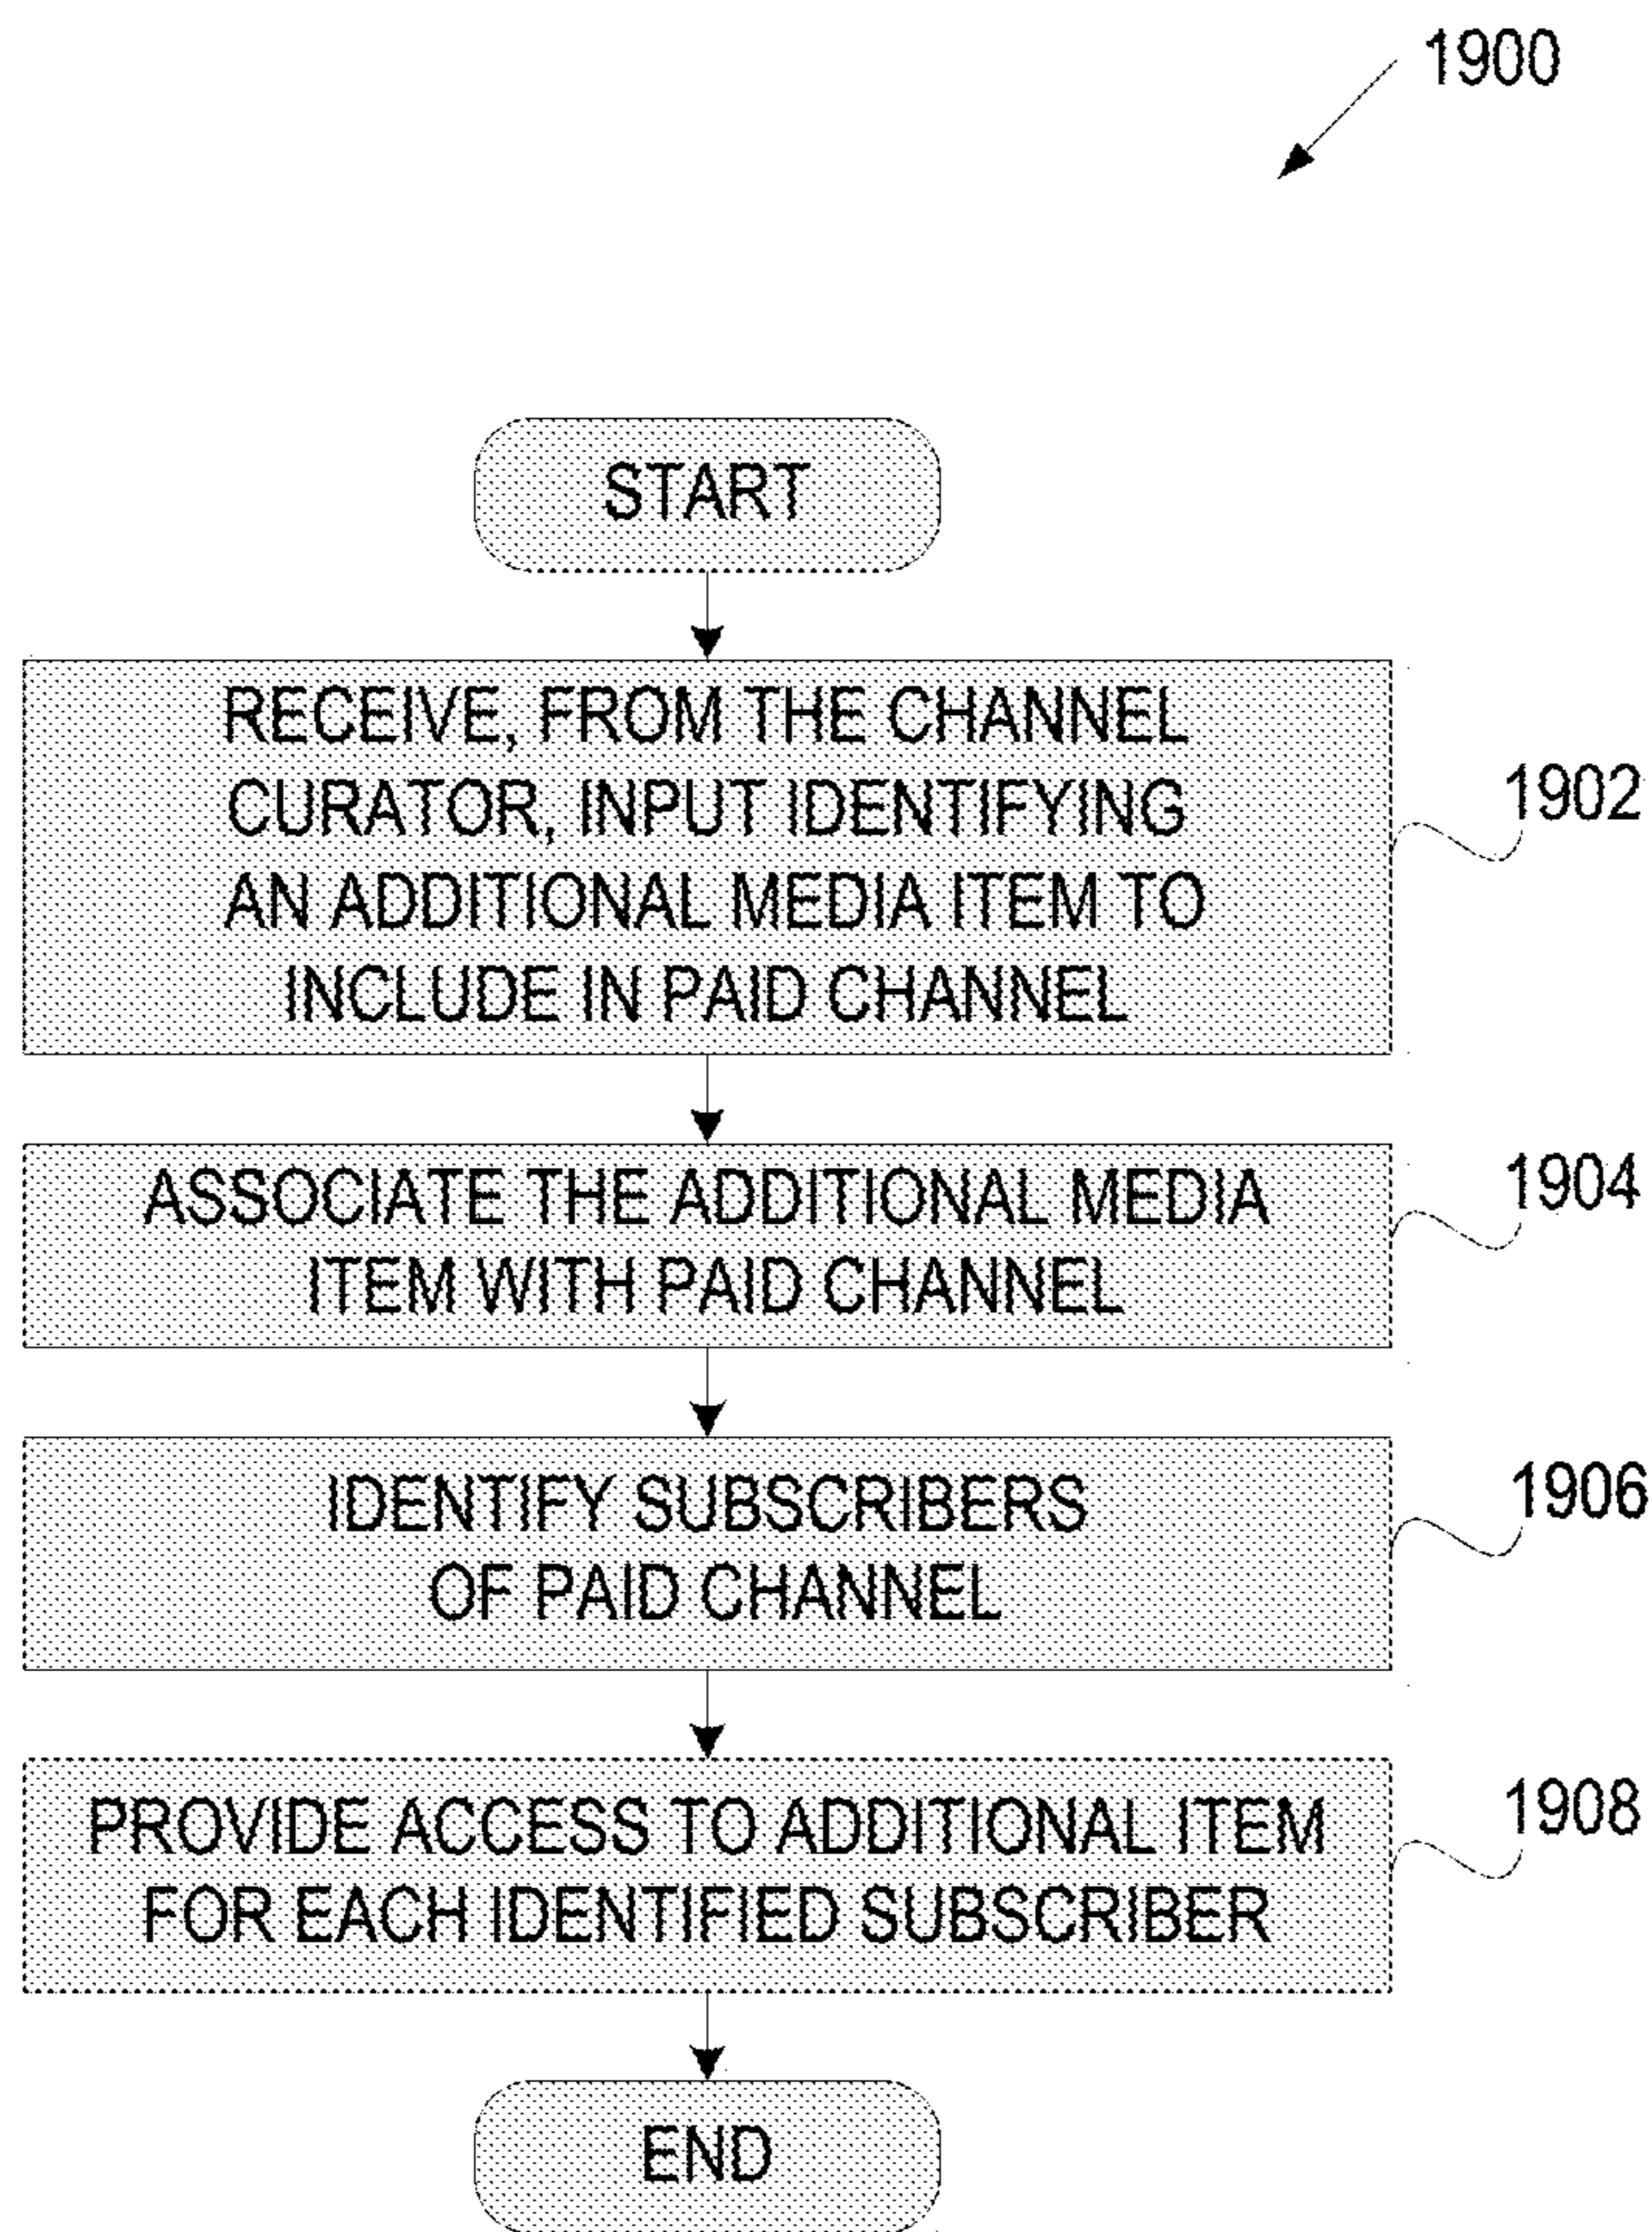 1900
START
RECEIVE, FROM THE CHANNEL
CURATOR, INPUT IDENTIFYING
AN ADDITIONAL MEDIA ITEM TO
INCLUDE IN PAID CHANNEL
1902
ASSOCIATE THE ADDITIONAL MEDIA
ITEM WITH PAID CHANNEL
1904
IDENTIFY SUBSCRIBERS
OF PAID CHANNEL
1906
PROVIDE ACCESS TO ADDITIONAL ITEM
FOR EACH IDENTIFIED SUBSCRIBER
1908
END